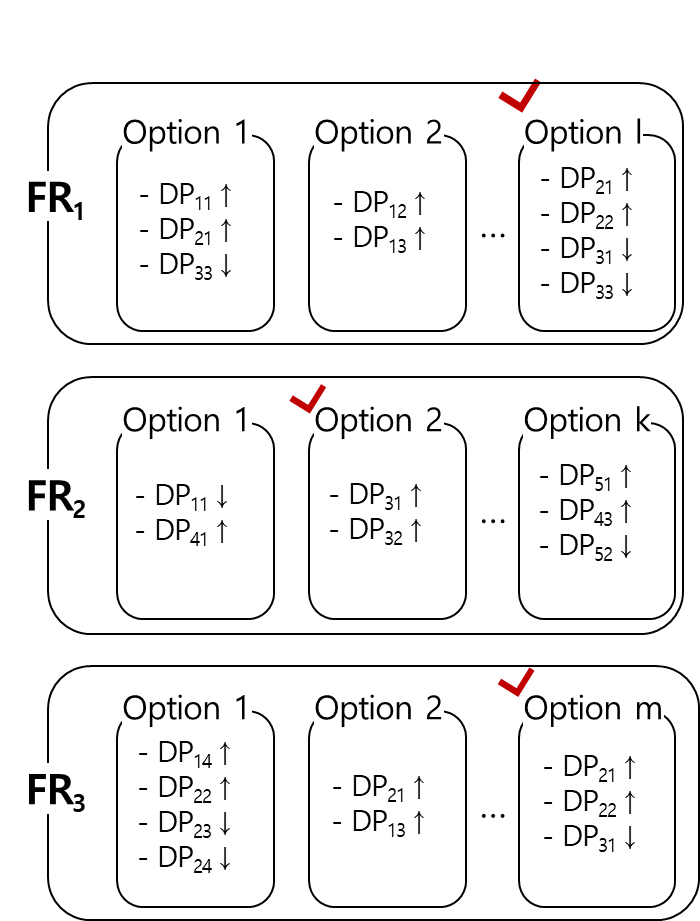 Option 1
Option 2
Option l
FR1
- DP11 ↑
- DP21 ↑
- DP33 ↓
- DP12 ↑
- DP13 ↑
...
- DP21 ↑
- DP22 ↑
- DP31 ↓
- DP33 ↓
Option 1
Option 2
Option k
FR2
- DP11 ↓
- DP41 ↑
- DP31 ↑
- DP32 ↑
...
- DP51 ↑
- DP43 ↑
- DP52 ↓
Option 1
Option 2
Option m
FR3
- DP14 ↑
- DP22 ↑
- DP23 ↓
- DP24 ↓
- DP21 ↑
- DP13 ↑
...
- DP21 ↑
- DP22 ↑
- DP31 ↓